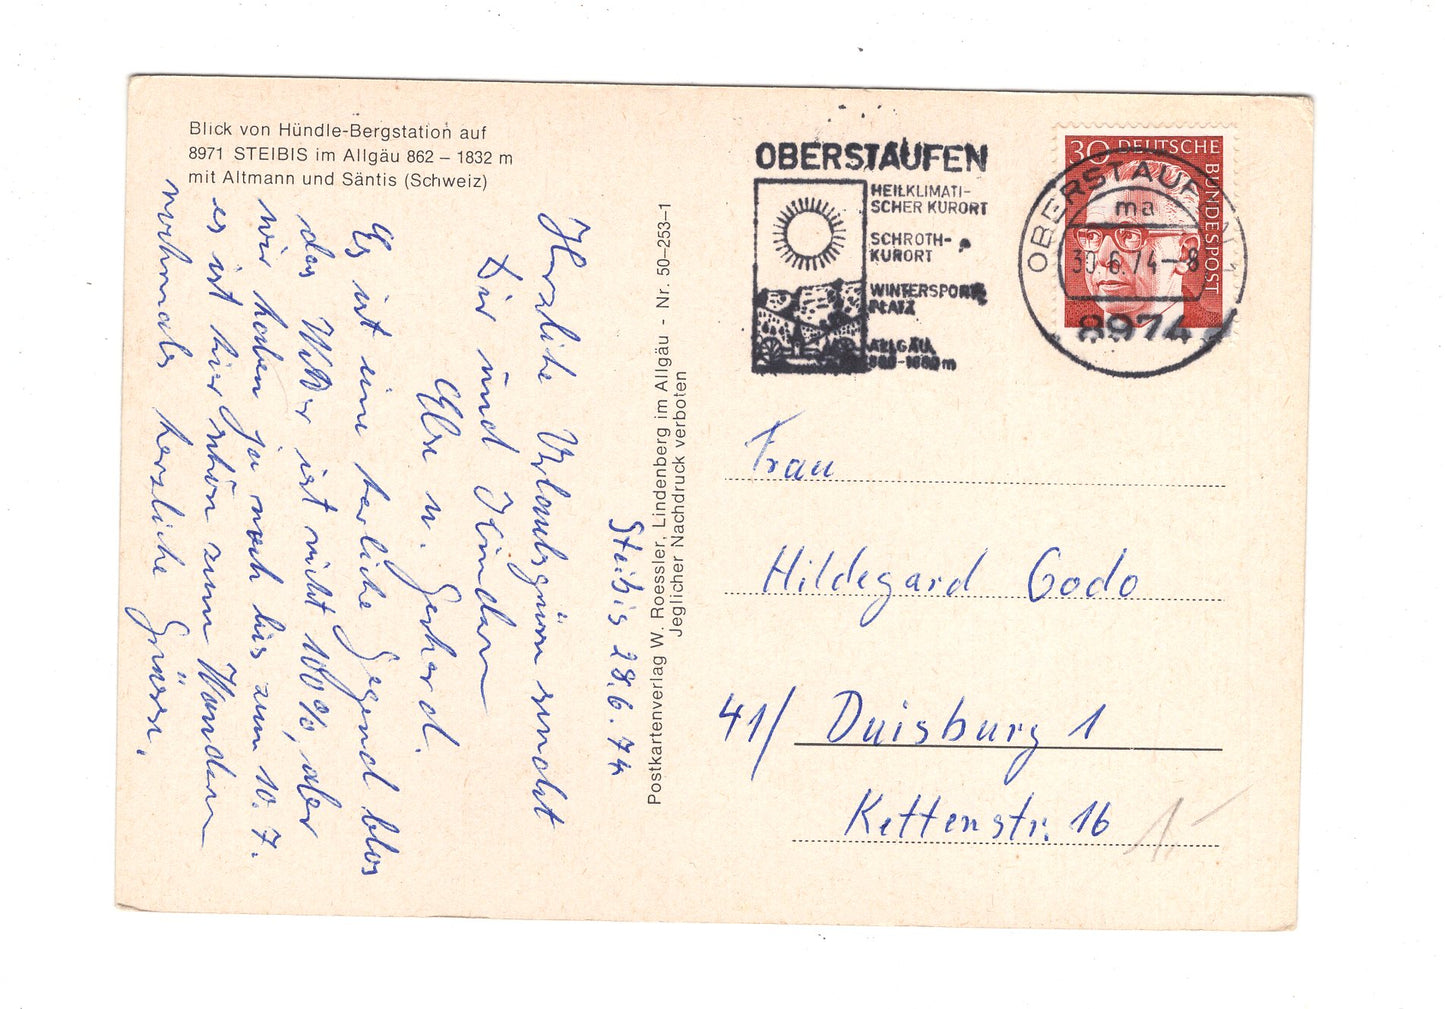 Blick von Hündle-Bergstation auf
8971 STEIBIS im Allgäu 862 – 1832 m
mit Altmann und Säntis (Schweiz)
Steibis 28.6.74
Herzliche Urlaubsgrüsse sendet
Dir und Kindern
Else u. Gerhard.
Es ist eine herliche Gegend blos
das Wetter ist nicht 100%, aber
wir haben ja noch bis zum 10.7.
es ist hier schön zum Wandern
nochmals herzliche Grüsse.
Postkartenverlag W. Roessler, Lindenberg im Allgäu - Nr. 50–253–1
Jeglicher Nachdruck verboten
OBERSTAUFEN
HEILKLIMATI-
SCHER KURORT
SCHROTH-
KURORT
WINTERSPORT-
PLATZ
ALLGÄU
m
30 DEUTSCHE
BUNDESPOST
OBERSTAUFEN
ma
30.6.74–8
8974
Frau
Hildegard Godo
41/ Duisburg 1
Kettenstr. 16
1,-